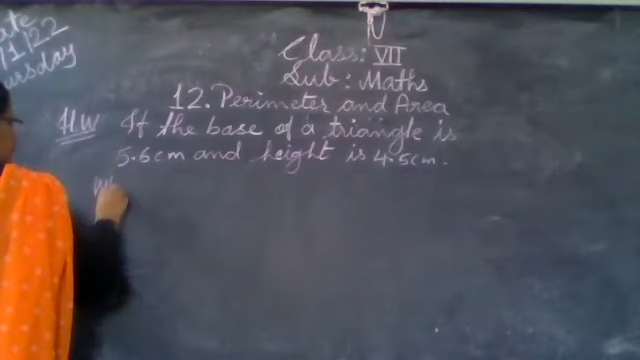 ate
/1/22
ursday
Class: VII
Sub: Maths
12. Perimeter and Area
H.W If the base of a triangle is
5.6cm and height is 4.5cm.